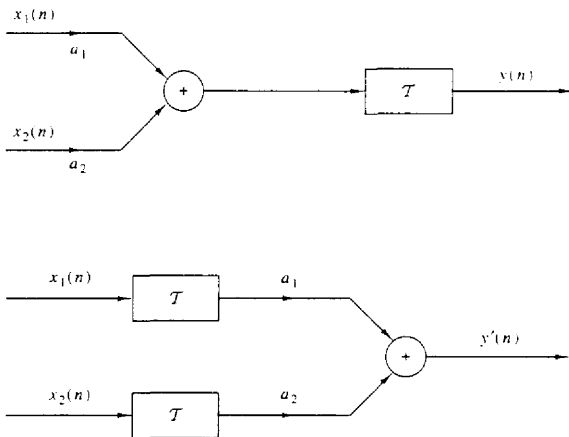 x₁(n)
a₁
+
𝒯
y(n)
x₂(n)
a₂
x₁(n)
𝒯
a₁
+
y′(n)
x₂(n)
𝒯
a₂